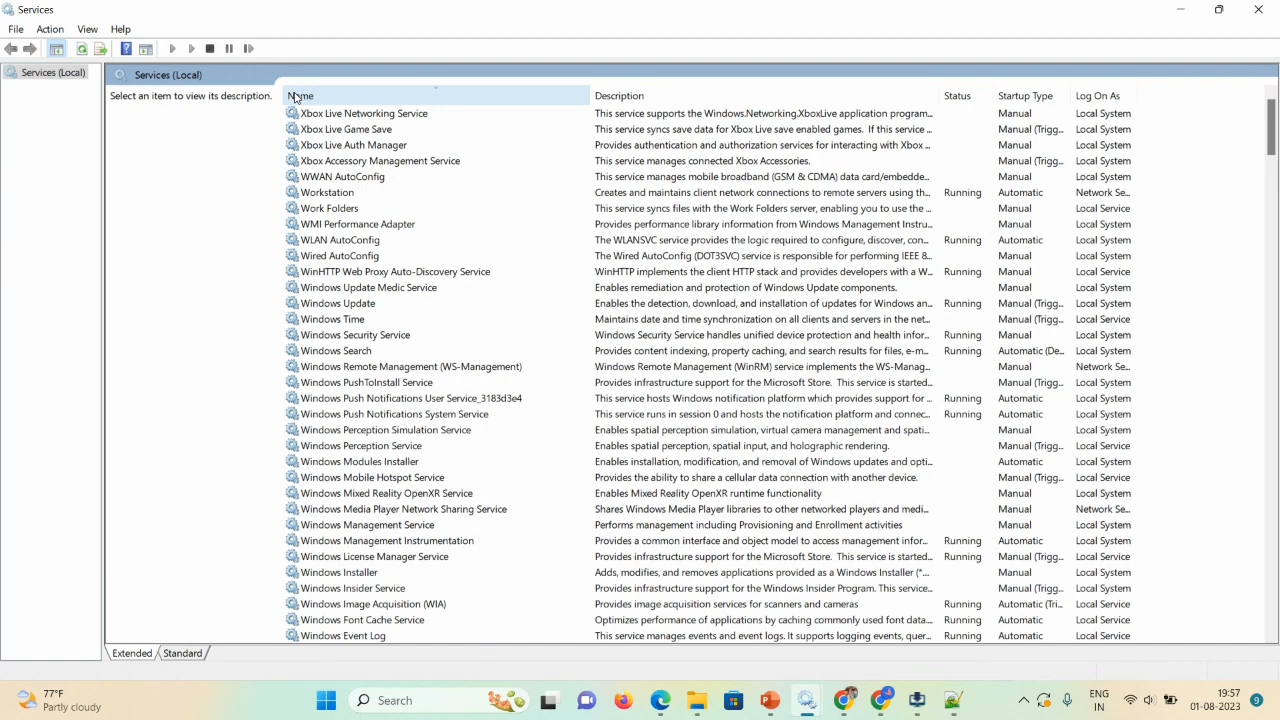 Services
File Action View Help
Services (Local)
Services (Local)
Select an item to view its description.
Name Description Status Startup Type Log On As
Xbox Live Networking Service This service supports the Windows.Networking.XboxLive application program... Manual Local System
Xbox Live Game Save This service syncs save data for Xbox Live save enabled games. If this service ... Manual (Trigg... Local System
Xbox Live Auth Manager Provides authentication and authorization services for interacting with Xbox ... Manual Local System
Xbox Accessory Management Service This service manages connected Xbox Accessories. Manual (Trigg... Local System
WWAN AutoConfig This service manages mobile broadband (GSM & CDMA) data card/embedde... Manual Local System
Workstation Creates and maintains client network connections to remote servers using th... Running Automatic Network Se...
Work Folders This service syncs files with the Work Folders server, enabling you to use the ... Manual Local Service
WMI Performance Adapter Provides performance library information from Windows Management Instru... Manual Local System
WLAN AutoConfig The WLANSVC service provides the logic required to configure, discover, con... Running Automatic Local System
Wired AutoConfig The Wired AutoConfig (DOT3SVC) service is responsible for performing IEEE 8... Manual Local System
WinHTTP Web Proxy Auto-Discovery Service WinHTTP implements the client HTTP stack and provides developers with a W... Running Manual Local Service
Windows Update Medic Service Enables remediation and protection of Windows Update components. Manual Local System
Windows Update Enables the detection, download, and installation of updates for Windows an... Running Manual (Trigg... Local System
Windows Time Maintains date and time synchronization on all clients and servers in the net... Manual (Trigg... Local Service
Windows Security Service Windows Security Service handles unified device protection and health infor... Running Manual Local System
Windows Search Provides content indexing, property caching, and search results for files, e-m... Running Automatic (De... Local System
Windows Remote Management (WS-Management) Windows Remote Management (WinRM) service implements the WS-Manag... Manual Network Se...
Windows PushToInstall Service Provides infrastructure support for the Microsoft Store. This service is started... Manual (Trigg... Local System
Windows Push Notifications User Service_3183d3e4 This service hosts Windows notification platform which provides support for ... Running Automatic Local System
Windows Push Notifications System Service This service runs in session 0 and hosts the notification platform and connec... Running Automatic Local System
Windows Perception Simulation Service Enables spatial perception simulation, virtual camera management and spati... Manual Local System
Windows Perception Service Enables spatial perception, spatial input, and holographic rendering. Manual (Trigg... Local Service
Windows Modules Installer Enables installation, modification, and removal of Windows updates and opti... Automatic Local System
Windows Mobile Hotspot Service Provides the ability to share a cellular data connection with another device. Manual (Trigg... Local Service
Windows Mixed Reality OpenXR Service Enables Mixed Reality OpenXR runtime functionality Manual Local System
Windows Media Player Network Sharing Service Shares Windows Media Player libraries to other networked players and medi... Manual Network Se...
Windows Management Service Performs management including Provisioning and Enrollment activities Manual Local System
Windows Management Instrumentation Provides a common interface and object model to access management infor... Running Automatic Local System
Windows License Manager Service Provides infrastructure support for the Microsoft Store. This service is started... Running Manual (Trigg... Local Service
Windows Installer Adds, modifies, and removes applications provided as a Windows Installer (*.... Manual Local System
Windows Insider Service Provides infrastructure support for the Windows Insider Program. This servic... Manual (Trigg... Local System
Windows Image Acquisition (WIA) Provides image acquisition services for scanners and cameras Running Automatic (Tri... Local Service
Windows Font Cache Service Optimizes performance of applications by caching commonly used font data... Running Automatic Local Service
Windows Event Log This service manages events and event logs. It supports logging events, quer... Running Automatic Local Service
Extended Standard
77°F
Partly cloudy
Search
ENG
IN
19:57
01-08-2023
9